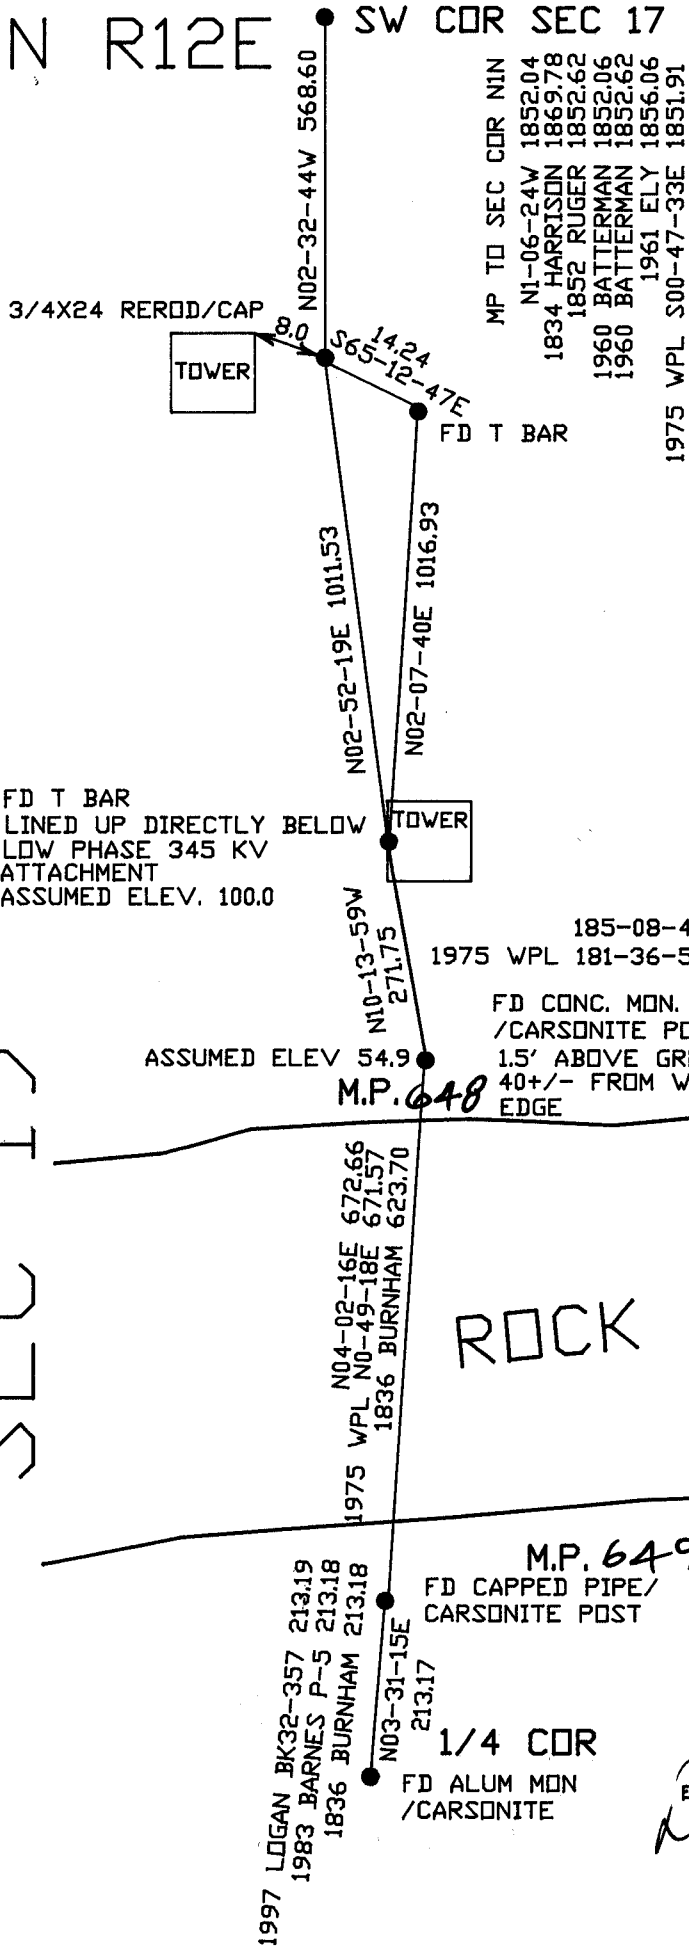 N R12E
SW COR SEC 17
N02-32-44W 568.60
MP TO SEC COR N1N
N1-06-24W 1852.04
1834 HARRISON 1869.78
1852 RUGER 1852.62
1960 BATTERMAN 1852.06
1960 BATTERMAN 1852.62
1961 ELY 1856.06
1975 WPL S00-47-33E 1851.91
3/4X24 REROD/CAP
8.0
TOWER
14.24
S65-12-47E
FD T BAR
N02-52-19E 1011.53
N02-07-40E 1016.93
FD T BAR
LINED UP DIRECTLY BELOW
LOW PHASE 345 KV
ATTACHMENT
ASSUMED ELEV. 100.0
TOWER
N10-13-59W
271.75
185-08-4
1975 WPL 181-36-5
FD CONC. MON.
/CARSONITE PO
1.5' ABOVE GR
40+/- FROM W
EDGE
ASSUMED ELEV 54.9
M.P. 648
N04-02-16E 672.66
1975 WPL N0-49-18E 671.57
1836 BURNHAM 623.70
ROCK
SEC 19
M.P. 649
FD CAPPED PIPE/
CARSONITE POST
1997 LOGAN BK32-357 213.19
1983 BARNES P-5 213.18
1836 BURNHAM 213.18
N03-31-15E
213.17
1/4 COR
FD ALUM MON
/CARSONITE